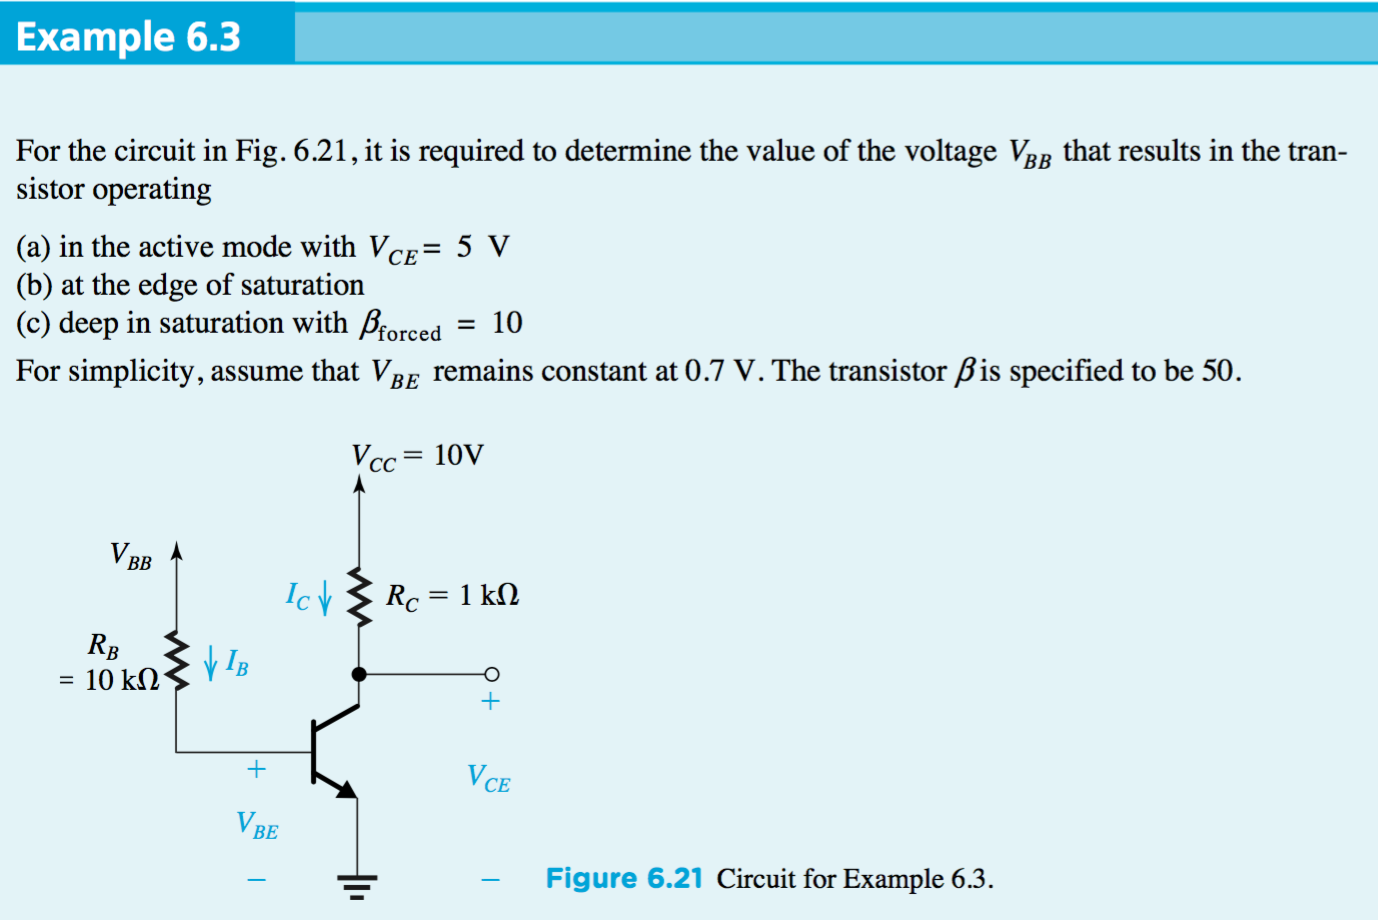 Example 6.3
For the circuit in Fig. 6.21, it is required to determine the value of the voltage V_BB that results in the tran-
sistor operating
(a) in the active mode with V_CE = 5 V
(b) at the edge of saturation
(c) deep in saturation with β_forced = 10
For simplicity, assume that V_BE remains constant at 0.7 V. The transistor β is specified to be 50.
V_CC = 10V
V_BB
I_C
R_C = 1 kΩ
R_B
= 10 kΩ
I_B
+
+
V_CE
V_BE
–
–
Figure 6.21 Circuit for Example 6.3.